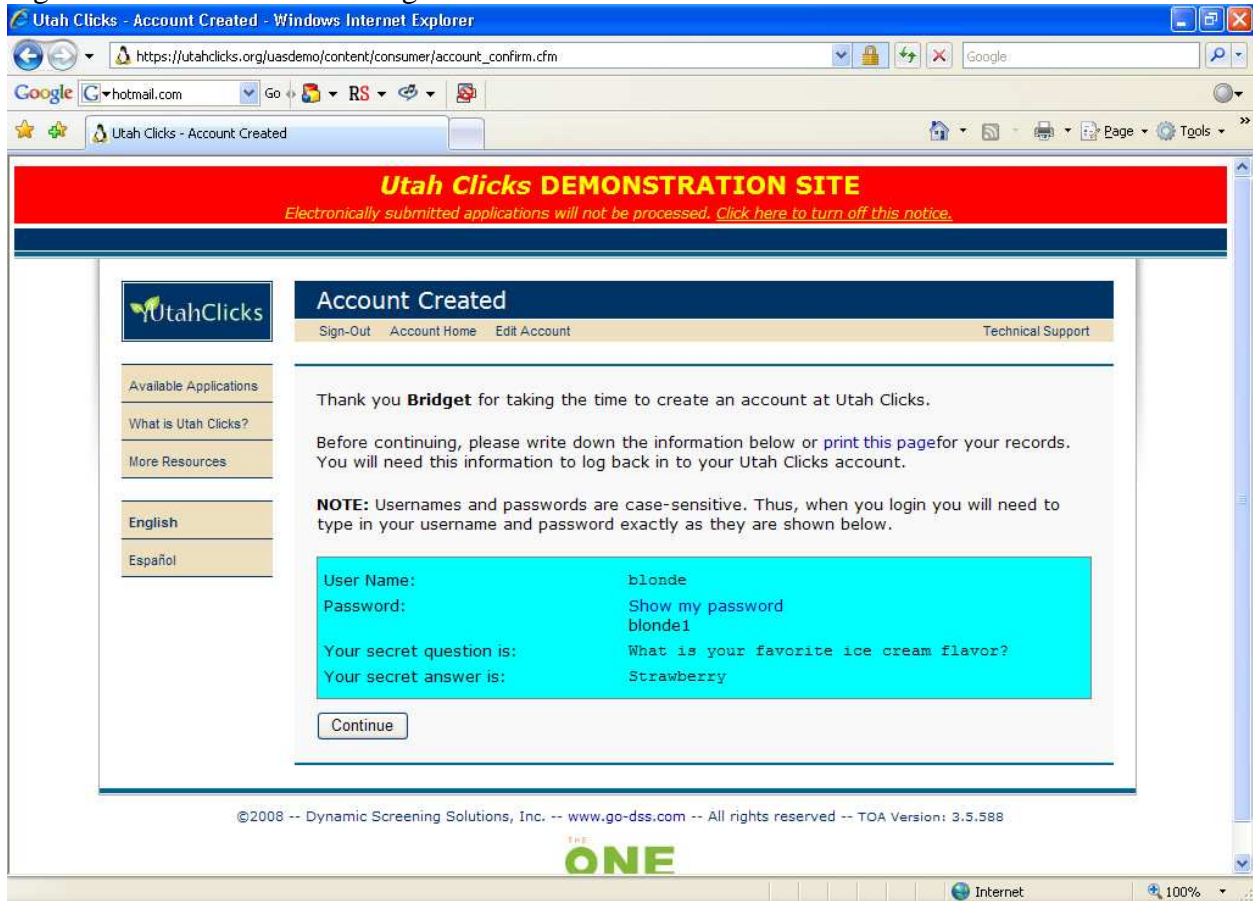 Utah Clicks - Account Created - Windows Internet Explorer
https://utahclicks.org/uasdemo/content/consumer/account_confirm.cfm
Google
Google G hotmail.com Go RS
Utah Clicks - Account Created Page Tools »
Utah Clicks DEMONSTRATION SITE
Electronically submitted applications will not be processed. Click here to turn off this notice.
UtahClicks
Account Created
Sign-Out Account Home Edit Account Technical Support
Available Applications
What is Utah Clicks?
More Resources
English
Español
Thank you Bridget for taking the time to create an account at Utah Clicks.
Before continuing, please write down the information below or print this pagefor your records.
You will need this information to log back in to your Utah Clicks account.
NOTE: Usernames and passwords are case-sensitive. Thus, when you login you will need to
type in your username and password exactly as they are shown below.
User Name: blonde
Password: Show my password
blonde1
Your secret question is: What is your favorite ice cream flavor?
Your secret answer is: Strawberry
Continue
©2008 -- Dynamic Screening Solutions, Inc. -- www.go-dss.com -- All rights reserved -- TOA Version: 3.5.588
THE
ONE
Internet 100%